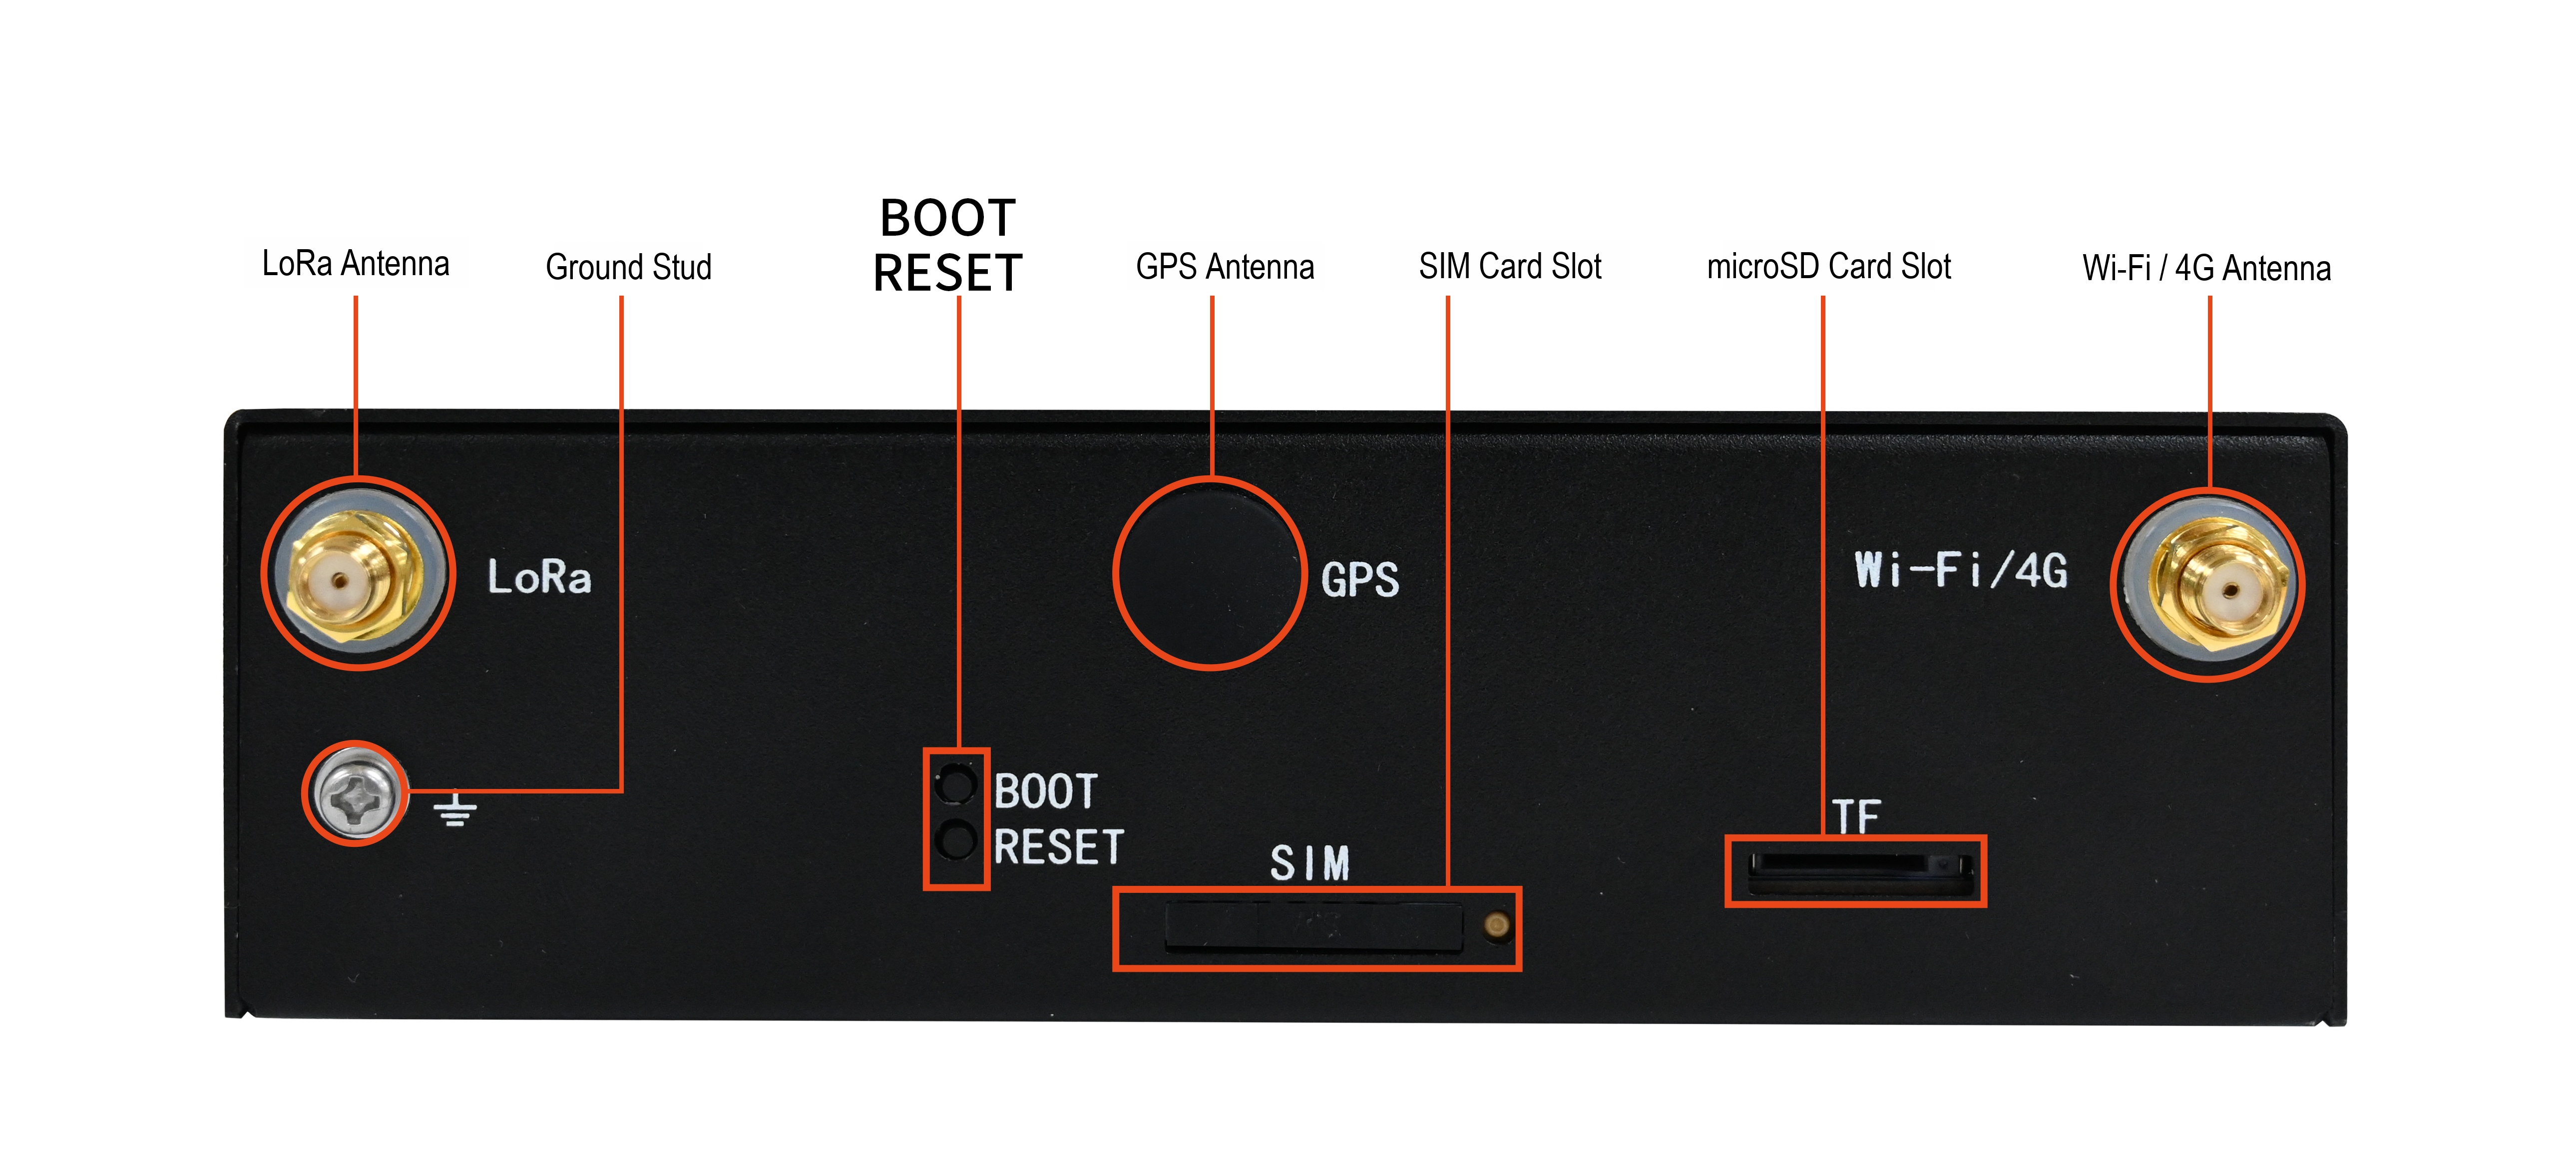 BOOT
RESET
LoRa Antenna
Ground Stud
GPS Antenna
SIM Card Slot
microSD Card Slot
Wi-Fi / 4G Antenna
LoRa
GPS
Wi-Fi/4G
BOOT
RESET
SIM
TF